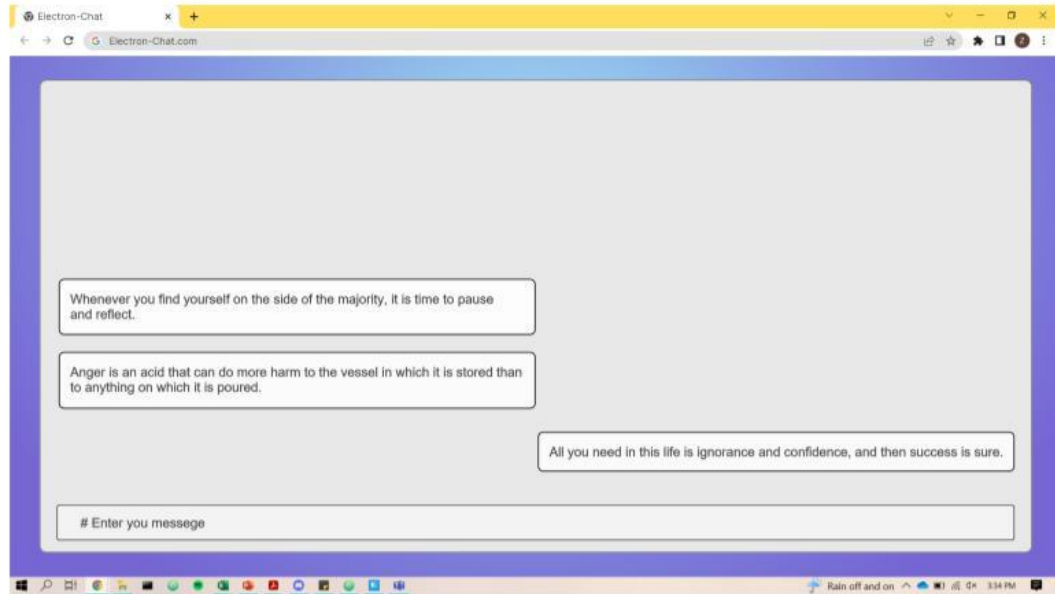 Electron-Chat
Electron-Chat.com
Whenever you find yourself on the side of the majority, it is time to pause
and reflect.
Anger is an acid that can do more harm to the vessel in which it is stored than
to anything on which it is poured.
All you need in this life is ignorance and confidence, and then success is sure.
# Enter you messege
Rain off and on
3:34 PM